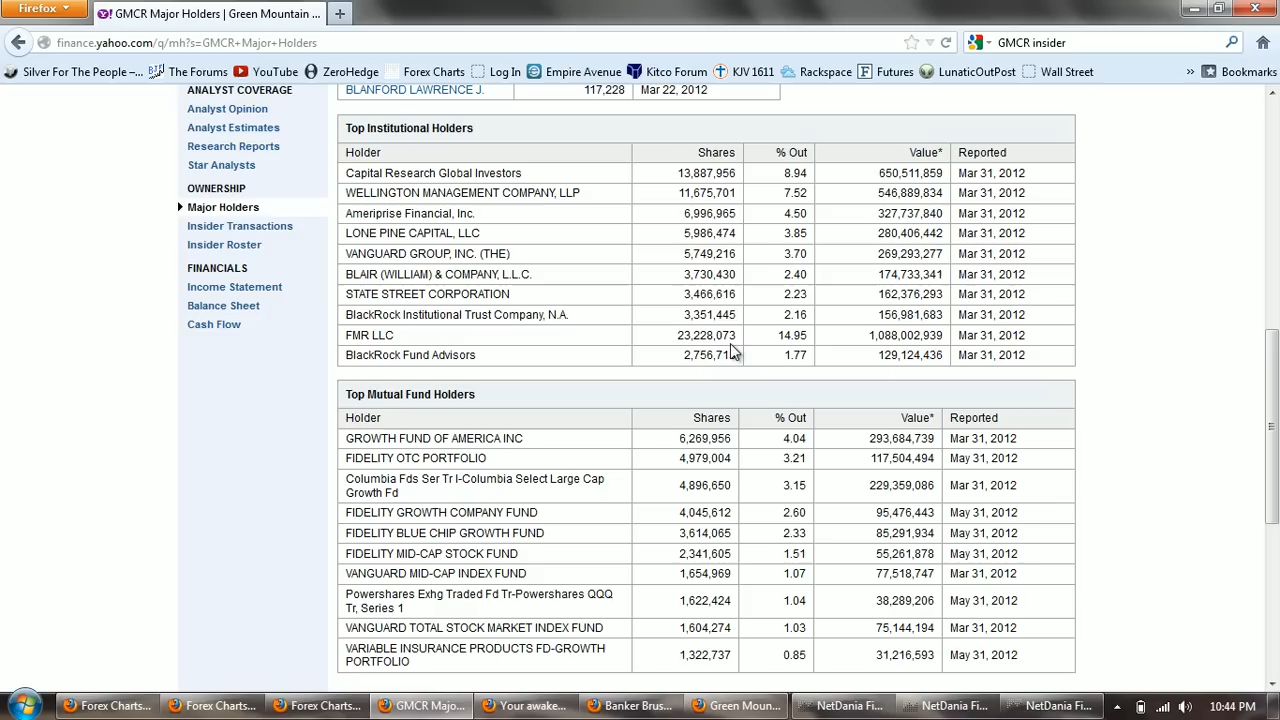 Firefox
Y! GMCR Major Holders | Green Mountain ...
finance.yahoo.com/q/mh?s=GMCR+Major+Holders
GMCR insider
Silver For The People –...
The Forums
YouTube
ZeroHedge
Forex Charts
Log In
Empire Avenue
Kitco Forum
KJV 1611
Rackspace
Futures
LunaticOutPost
Wall Street
»
Bookmarks
ANALYST COVERAGE
Analyst Opinion
Analyst Estimates
Research Reports
Star Analysts
OWNERSHIP
Major Holders
Insider Transactions
Insider Roster
FINANCIALS
Income Statement
Balance Sheet
Cash Flow
BLANFORD LAWRENCE J. 117,228 Mar 22, 2012
Top Institutional Holders
Holder Shares % Out Value* Reported
Capital Research Global Investors 13,887,956 8.94 650,511,859 Mar 31, 2012
WELLINGTON MANAGEMENT COMPANY, LLP 11,675,701 7.52 546,889,834 Mar 31, 2012
Ameriprise Financial, Inc. 6,996,965 4.50 327,737,840 Mar 31, 2012
LONE PINE CAPITAL, LLC 5,986,474 3.85 280,406,442 Mar 31, 2012
VANGUARD GROUP, INC. (THE) 5,749,216 3.70 269,293,277 Mar 31, 2012
BLAIR (WILLIAM) & COMPANY, L.L.C. 3,730,430 2.40 174,733,341 Mar 31, 2012
STATE STREET CORPORATION 3,466,616 2.23 162,376,293 Mar 31, 2012
BlackRock Institutional Trust Company, N.A. 3,351,445 2.16 156,981,683 Mar 31, 2012
FMR LLC 23,228,073 14.95 1,088,002,939 Mar 31, 2012
BlackRock Fund Advisors 1.77 129,124,436 Mar 31, 2012
Top Mutual Fund Holders
Holder Shares % Out Value* Reported
GROWTH FUND OF AMERICA INC 6,269,956 4.04 293,684,739 Mar 31, 2012
FIDELITY OTC PORTFOLIO 4,979,004 3.21 117,504,494 May 31, 2012
Columbia Fds Ser Tr I-Columbia Select Large Cap
Growth Fd 4,896,650 3.15 229,359,086 Mar 31, 2012
FIDELITY GROWTH COMPANY FUND 4,045,612 2.60 95,476,443 May 31, 2012
FIDELITY BLUE CHIP GROWTH FUND 3,614,065 2.33 85,291,934 May 31, 2012
FIDELITY MID-CAP STOCK FUND 2,341,605 1.51 55,261,878 May 31, 2012
VANGUARD MID-CAP INDEX FUND 1,654,969 1.07 77,518,747 Mar 31, 2012
Powershares Exhg Traded Fd Tr-Powershares QQQ
Tr, Series 1 1,622,424 1.04 38,289,206 May 31, 2012
VANGUARD TOTAL STOCK MARKET INDEX FUND 1,604,274 1.03 75,144,194 Mar 31, 2012
VARIABLE INSURANCE PRODUCTS FD-GROWTH
PORTFOLIO 1,322,737 0.85 31,216,593 May 31, 2012
Forex Charts...
Forex Charts...
Forex Charts...
GMCR Majo...
Your awake...
Banker Brus...
Green Moun...
NetDania Fi...
NetDania Fi...
NetDania Fi...
10:44 PM